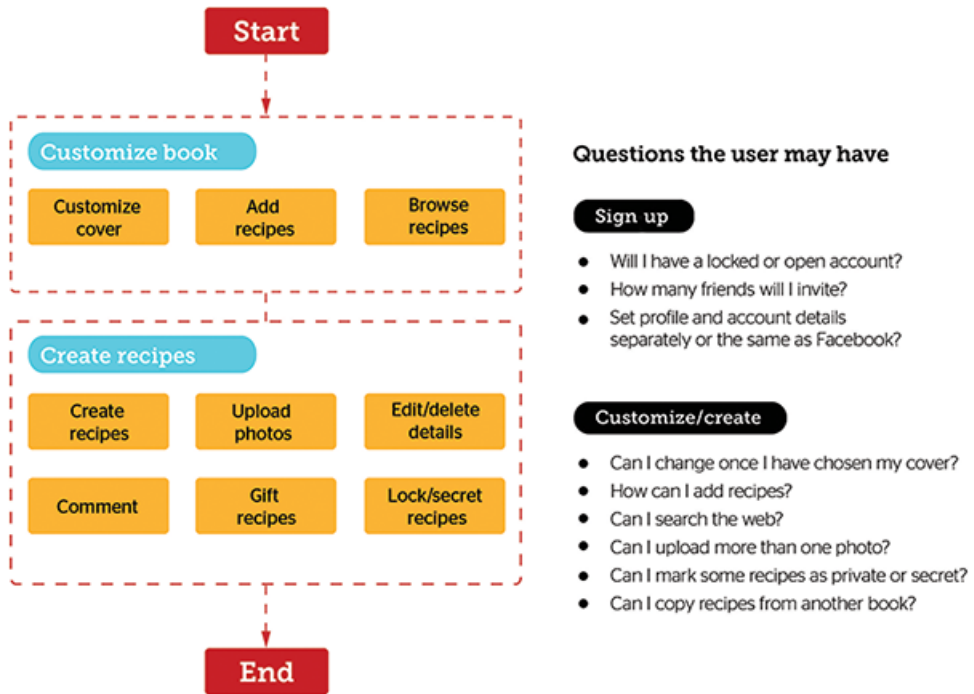 Start
Customize book
Customize
cover
Add
recipes
Browse
recipes
Create recipes
Create
recipes
Upload
photos
Edit/delete
details
Comment
Gift
recipes
Lock/secret
recipes
End
Questions the user may have
Sign up
● Will I have a locked or open account?
● How many friends will I invite?
● Set profile and account details
separately or the same as Facebook?
Customize/create
● Can I change once I have chosen my cover?
● How can I add recipes?
● Can I search the web?
● Can I upload more than one photo?
● Can I mark some recipes as private or secret?
● Can I copy recipes from another book?